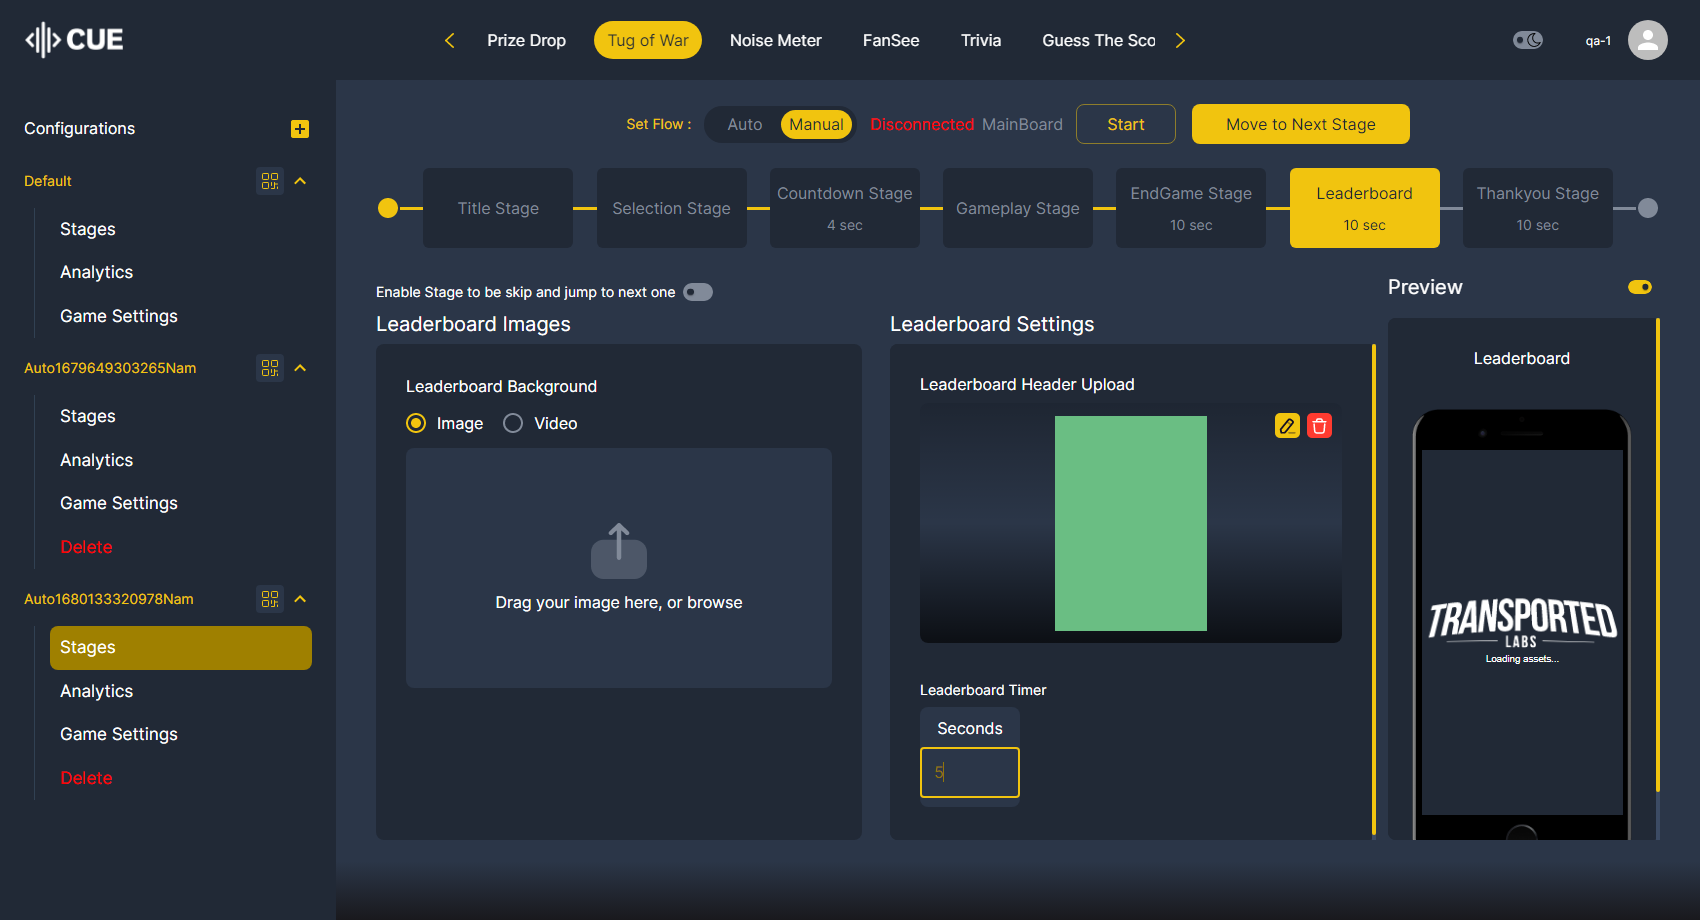 CUE
Prize Drop
Tug of War
Noise Meter
FanSee
Trivia
Guess The Sco
qa-1
Configurations
Set Flow :
Auto
Manual
Disconnected MainBoard
Start
Move to Next Stage
Default
Stages
Analytics
Game Settings
Auto1679649303265Nam
Stages
Analytics
Game Settings
Delete
Auto1680133320978Nam
Stages
Analytics
Game Settings
Delete
Title Stage
Selection Stage
Countdown Stage
4 sec
Gameplay Stage
EndGame Stage
10 sec
Leaderboard
10 sec
Thankyou Stage
10 sec
Enable Stage to be skip and jump to next one
Leaderboard Images
Leaderboard Background
Image
Video
Drag your image here, or browse
Leaderboard Settings
Leaderboard Header Upload
Leaderboard Timer
Seconds
5
Preview
Leaderboard
TRANSPORTED
LABS
Loading assets...